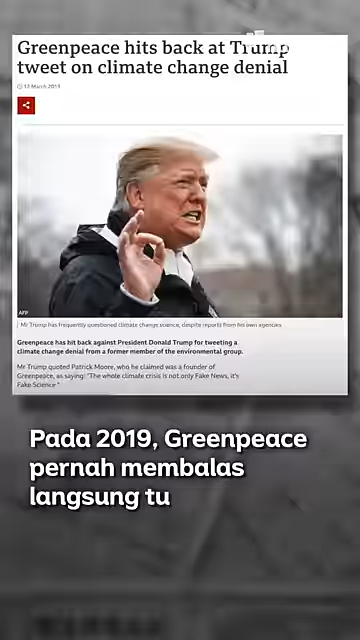 Greenpeace hits back at Trump
tweet on climate change denial
13 March 2019
AFP
Mr Trump has frequently questioned climate change science, despite reports from his own agencies
Greenpeace has hit back against President Donald Trump for tweeting a
climate change denial from a former member of the environmental group.
Mr Trump quoted Patrick Moore, who he claimed was a founder of
Greenpeace, as saying: "The whole climate crisis is not only Fake News, it's
Fake Science."
Pada 2019, Greenpeace
pernah membalas
langsung tu